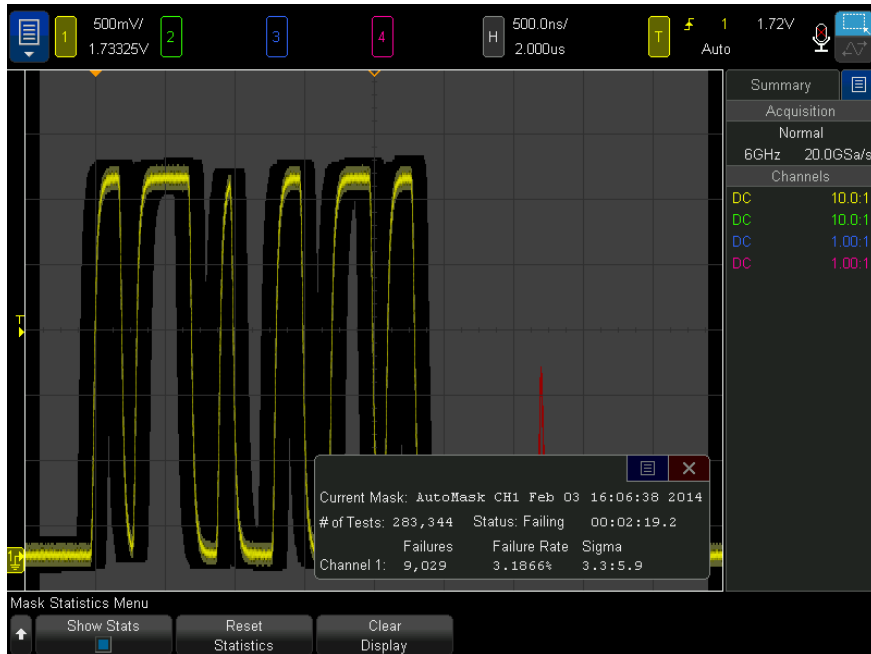 1 500mV/ 2 3 4 H 500.0ns/ T 1 1.72V
1.73325V 2.000us Auto
Summary
Acquisition
Normal
6GHz 20.0GSa/s
Channels
DC 10.0:1
DC 10.0:1
DC 1.00:1
DC 1.00:1
T
1
Current Mask: AutoMask CH1 Feb 03 16:06:38 2014
# of Tests: 283,344 Status: Failing 00:02:19.2
Failures Failure Rate Sigma
Channel 1: 9,029 3.1866% 3.3:5.9
Mask Statistics Menu
Show Stats Reset Clear
Statistics Display